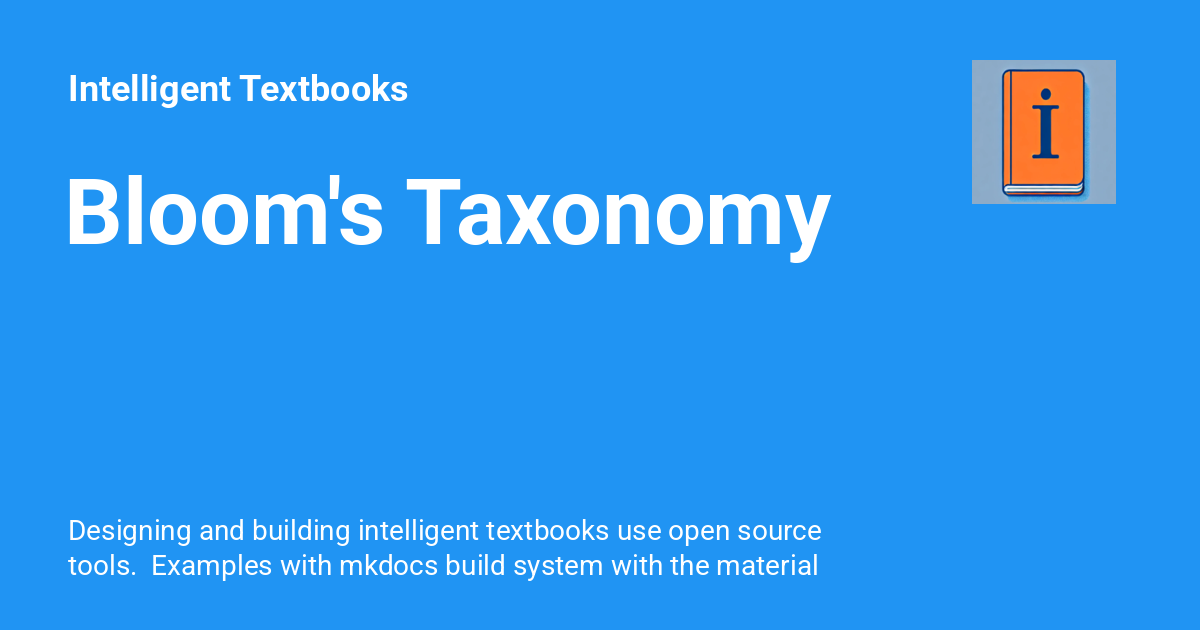 Intelligent Textbooks
i
Bloom's Taxonomy
Designing and building intelligent textbooks use open source
tools.  Examples with mkdocs build system with the material